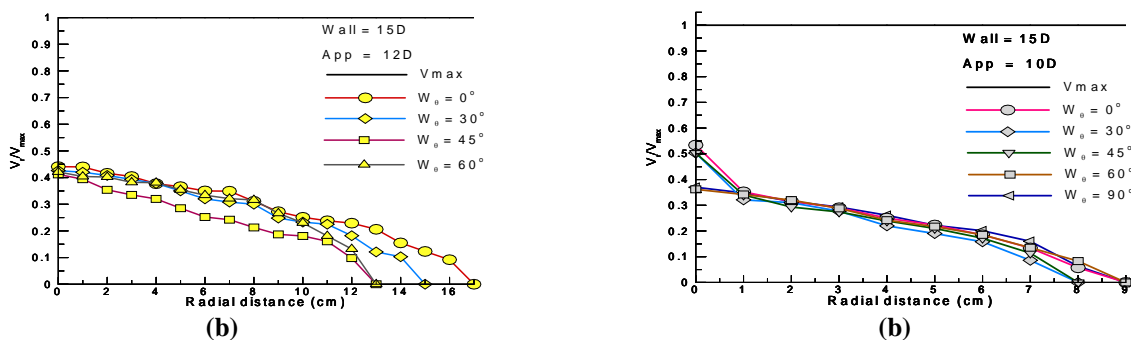 1
0.9
0.8
0.7
0.6
0.5
0.4
0.3
0.2
0.1
0
V/Vmax
0 2 4 6 8 10 12 14 16
Radial distance (cm)
Wall = 15D
App = 12D
Vmax
Wθ = 0°
Wθ = 30°
Wθ = 45°
Wθ = 60°
(b)
1
0.9
0.8
0.7
0.6
0.5
0.4
0.3
0.2
0.1
0
V/Vmax
0 1 2 3 4 5 6 7 8 9
Radial distance (cm)
Wall = 15D
App = 10D
Vmax
Wθ = 0°
Wθ = 30°
Wθ = 45°
Wθ = 60°
Wθ = 90°
(b)